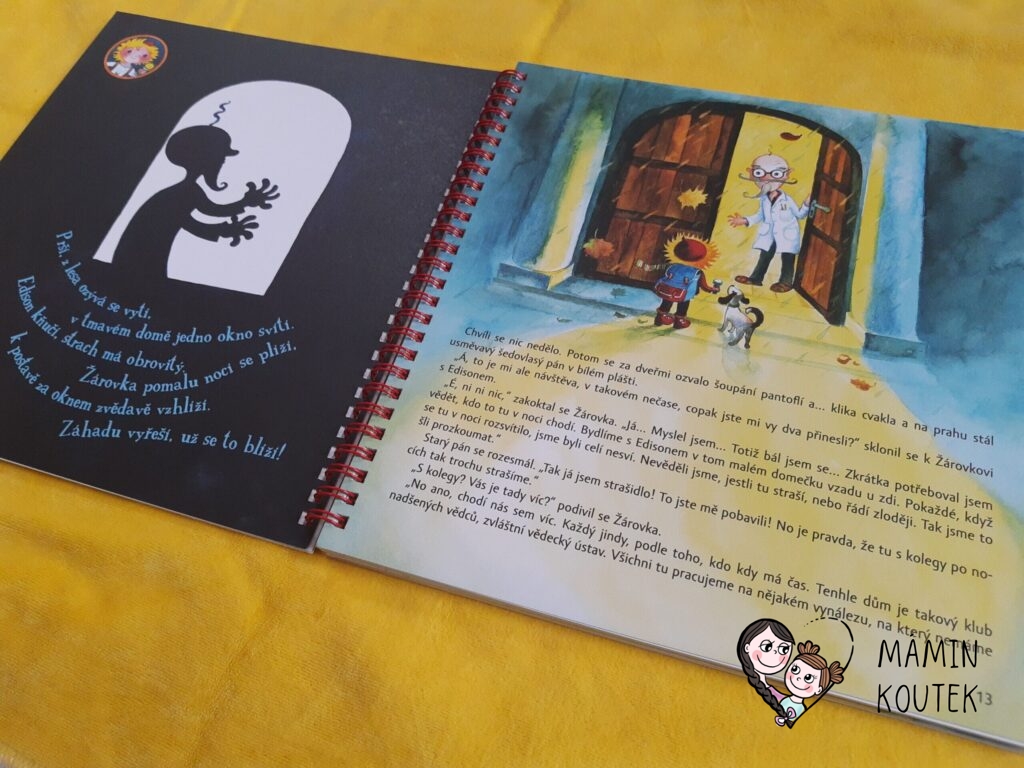 Prší, z lesa ozývá se vytí,
v tmavém domě jedno okno svítí.
Edison kňučí, strach má obrovitý,
Žárovka pomalu nocí se plíží,
k postavě za oknem zvědavě vzhlíží.
Záhadu vyřeší, už se to blíží!
Chvíli se nic nedělo. Potom se za dveřmi ozvalo šoupání pantoflí a... klika cvakla a na prahu stál
usměvavý šedovlasý pán v bílém plášti.
„Á, to je mi ale návštěva, v takovém nečase, copak jste mi vy dva přinesli?“ sklonil se k Žárovkovi
s Edisonem.
„É, ni ni nic,“ zakoktal se Žárovka. „Já... Myslel jsem... Totiž bál jsem se... Zkrátka potřeboval jsem
vědět, kdo to tu v noci chodí. Bydlíme s Edisonem v tom malém domečku vzadu u zdi. Pokaždé, když
se tu v noci rozsvítilo, jsme byli celí nesví. Nevěděli jsme, jestli tu straší, nebo řádí zloději. Tak jsme to
šli prozkoumat.“
Starý pán se rozesmál. „Tak já jsem strašidlo! To jste mě pobavili! No je pravda, že tu s kolegy po no-
cích tak trochu strašíme.“
„S kolegy? Vás je tady víc?“ podivil se Žárovka.
„No ano, chodí nás sem víc. Každý jindy, podle toho, kdo kdy má čas. Tenhle dům je takový klub
nadšených vědců, zvláštní vědecký ústav. Všichni tu pracujeme na nějakém vynálezu, na který nemáme
13
MÁMIN
KOUTEK